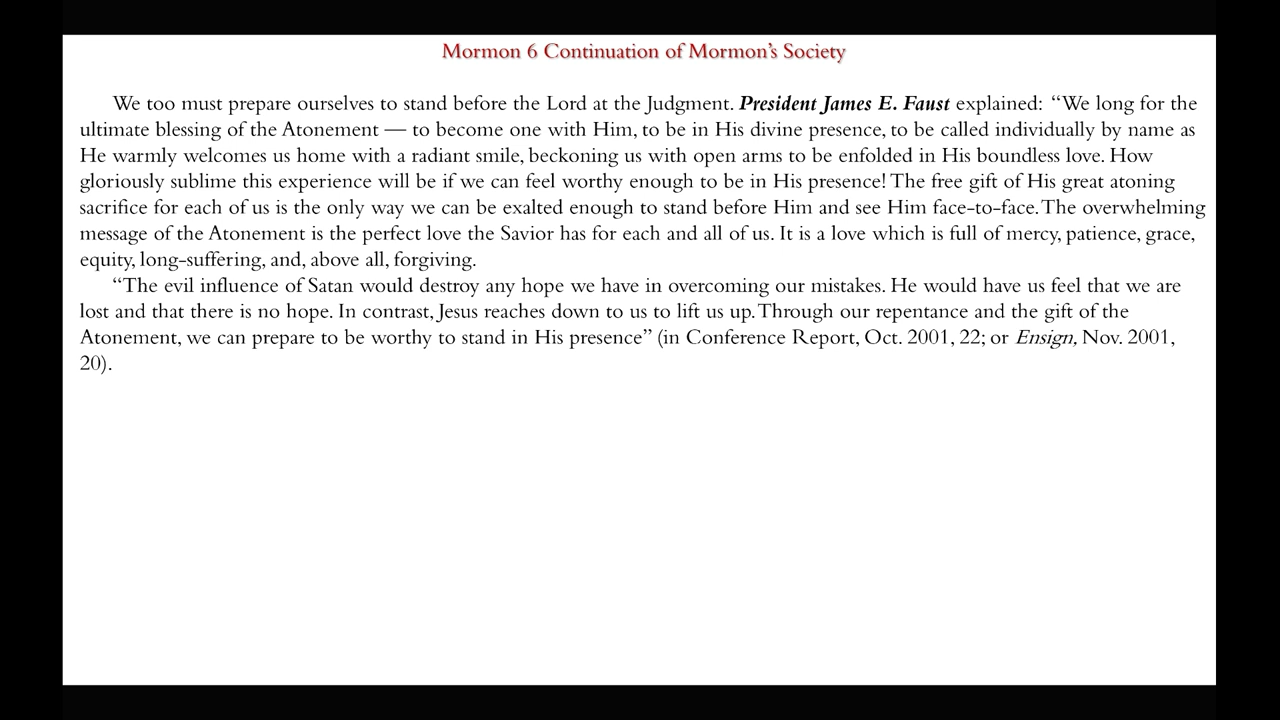 Mormon 6 Continuation of Mormon's Society
We too must prepare ourselves to stand before the Lord at the Judgment. President James E. Faust explained: “We long for the
ultimate blessing of the Atonement — to become one with Him, to be in His divine presence, to be called individually by name as
He warmly welcomes us home with a radiant smile, beckoning us with open arms to be enfolded in His boundless love. How
gloriously sublime this experience will be if we can feel worthy enough to be in His presence! The free gift of His great atoning
sacrifice for each of us is the only way we can be exalted enough to stand before Him and see Him face-to-face. The overwhelming
message of the Atonement is the perfect love the Savior has for each and all of us. It is a love which is full of mercy, patience, grace,
equity, long-suffering, and, above all, forgiving.
“The evil influence of Satan would destroy any hope we have in overcoming our mistakes. He would have us feel that we are
lost and that there is no hope. In contrast, Jesus reaches down to us to lift us up. Through our repentance and the gift of the
Atonement, we can prepare to be worthy to stand in His presence” (in Conference Report, Oct. 2001, 22; or Ensign, Nov. 2001,
20).